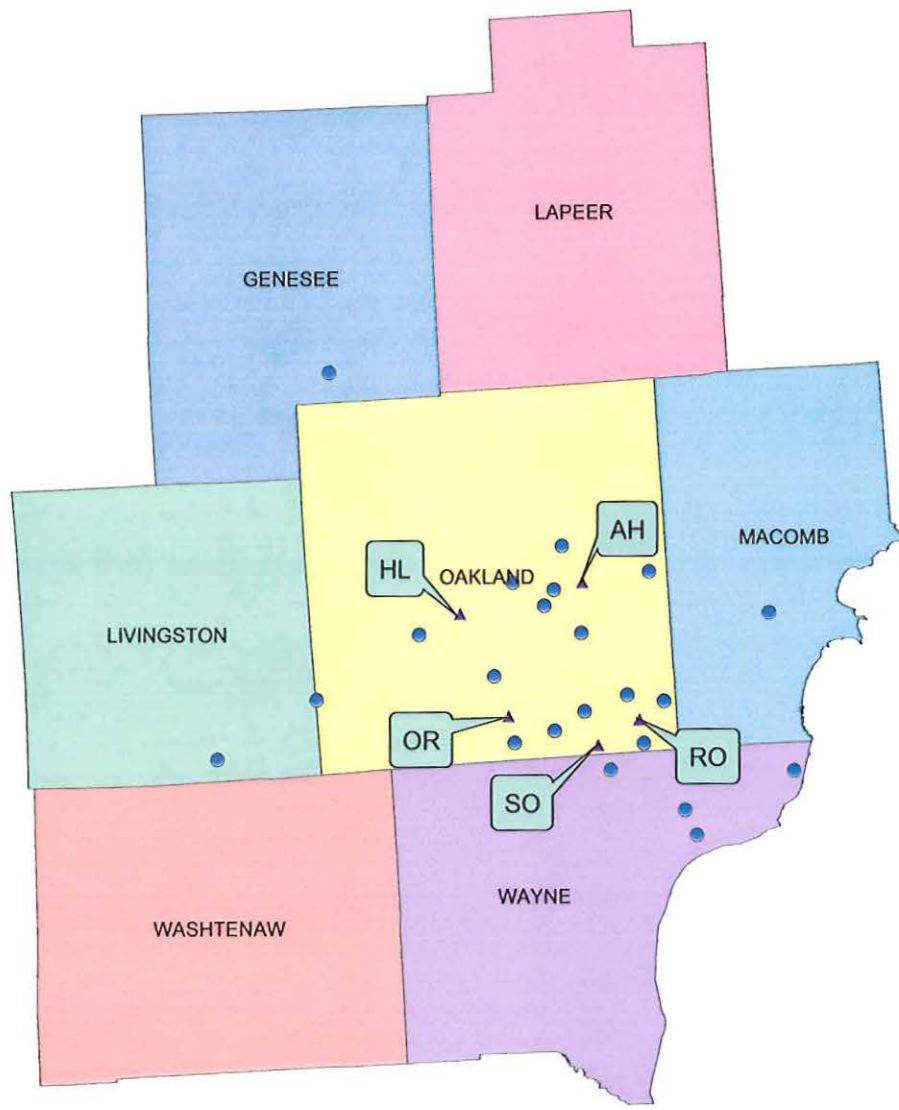 LAPEER
GENESEE
AH
MACOMB
HL
OAKLAND
LIVINGSTON
OR
RO
SO
WAYNE
WASHTENAW